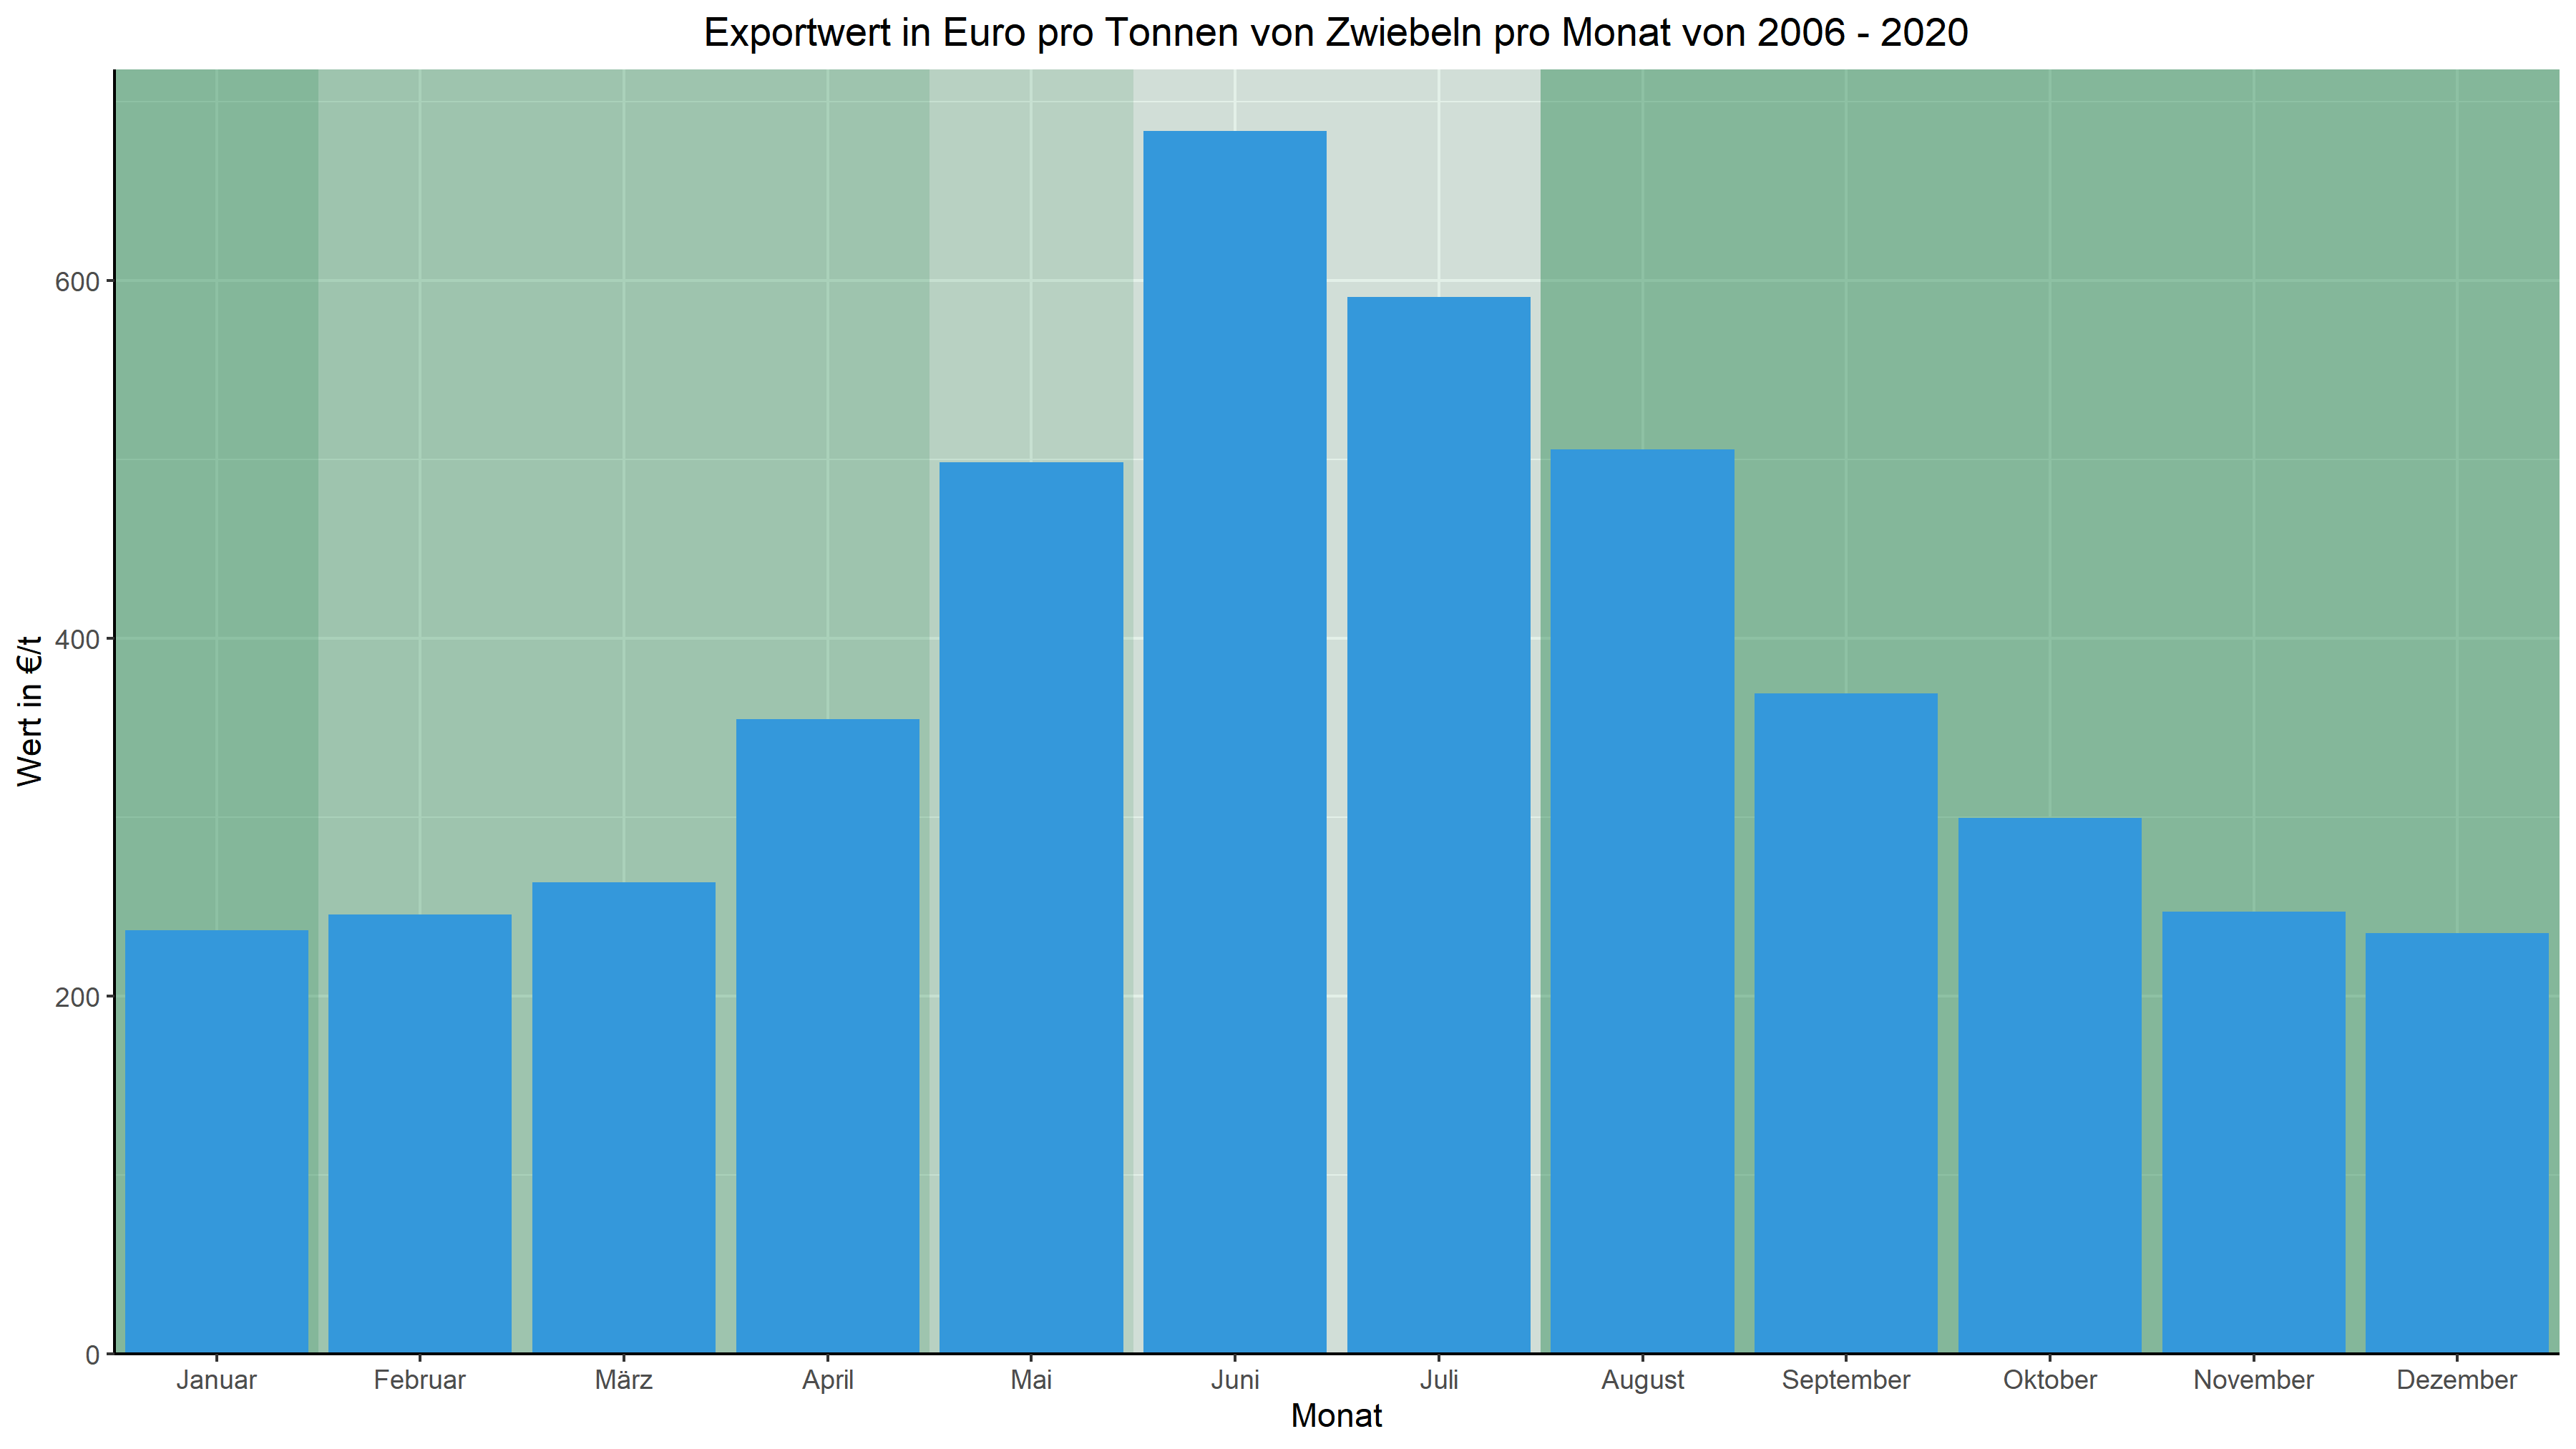 Exportwert in Euro pro Tonnen von Zwiebeln pro Monat von 2006 - 2020
Wert in €/t
600
400
200
0
Januar Februar März April Mai Juni Juli August September Oktober November Dezember
Monat